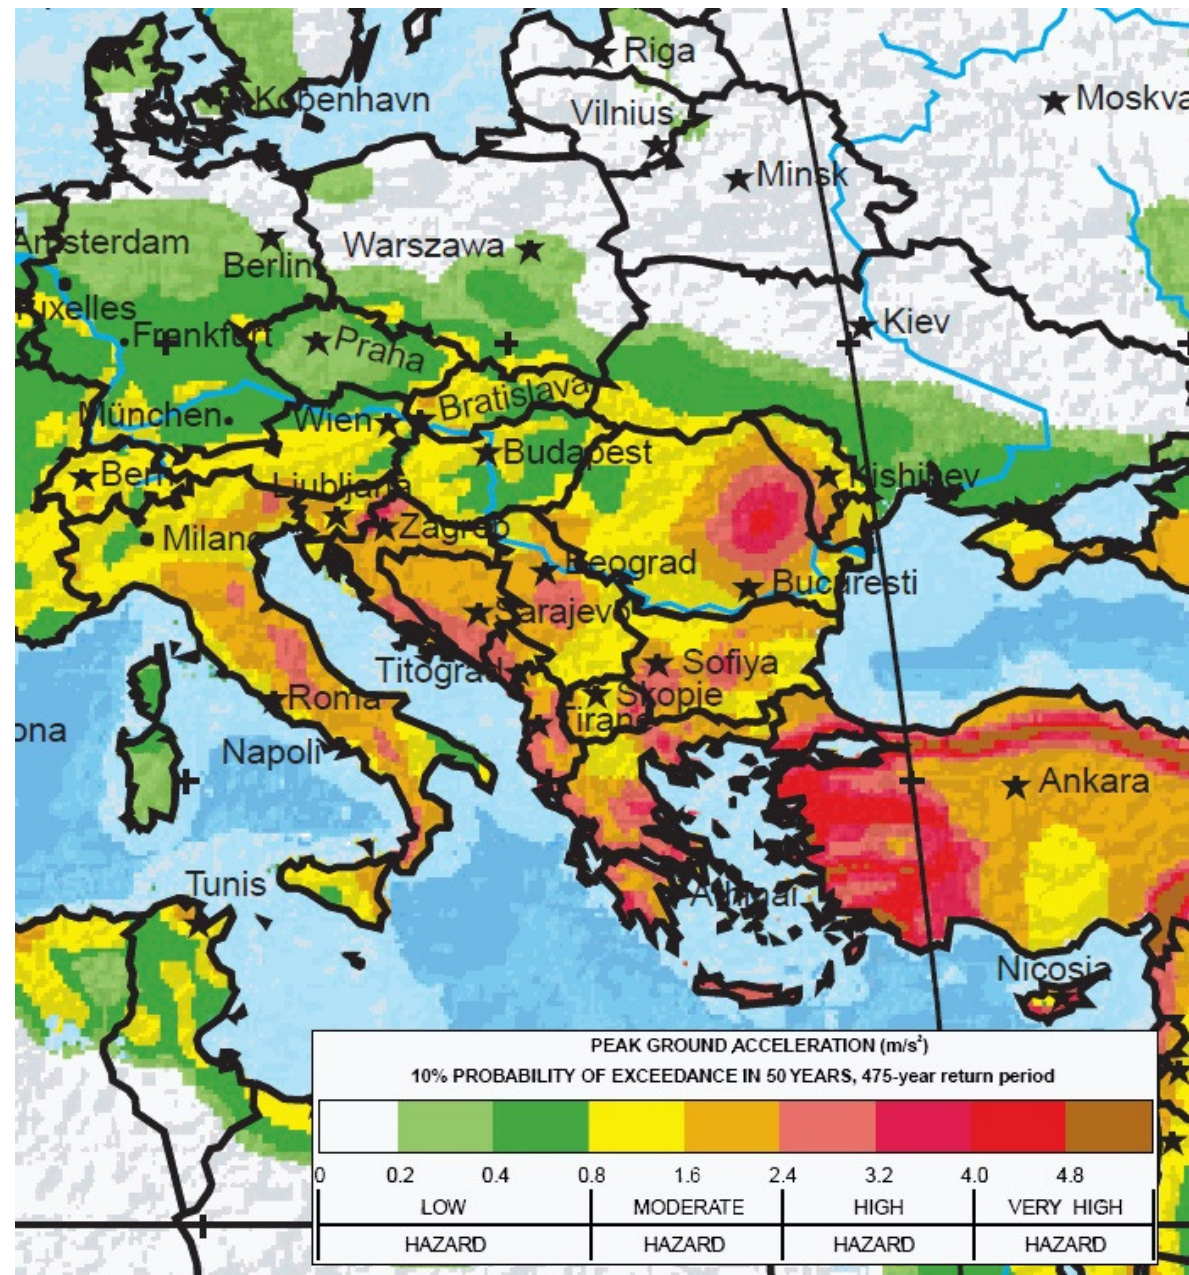 Riga
København
Moskva
Vilnius
Minsk
Amsterdam
Warszawa
Berlin
uxelles
Frankfurt
Kiev
Praha
Bratislava
München
Wien
Budapest
Bern
Kishinev
Ljubljana
Zagreb
Milano
Beograd
Bucuresti
Sarajevo
Titograd
Sofiya
Skopje
Roma
Tirane
ona
Napoli
Ankara
Tunis
Athinai
Nicosia
PEAK GROUND ACCELERATION (m/s²)
10% PROBABILITY OF EXCEEDANCE IN 50 YEARS, 475-year return period
0 0.2 0.4 0.8 1.6 2.4 3.2 4.0 4.8
LOW MODERATE HIGH VERY HIGH
HAZARD HAZARD HAZARD HAZARD